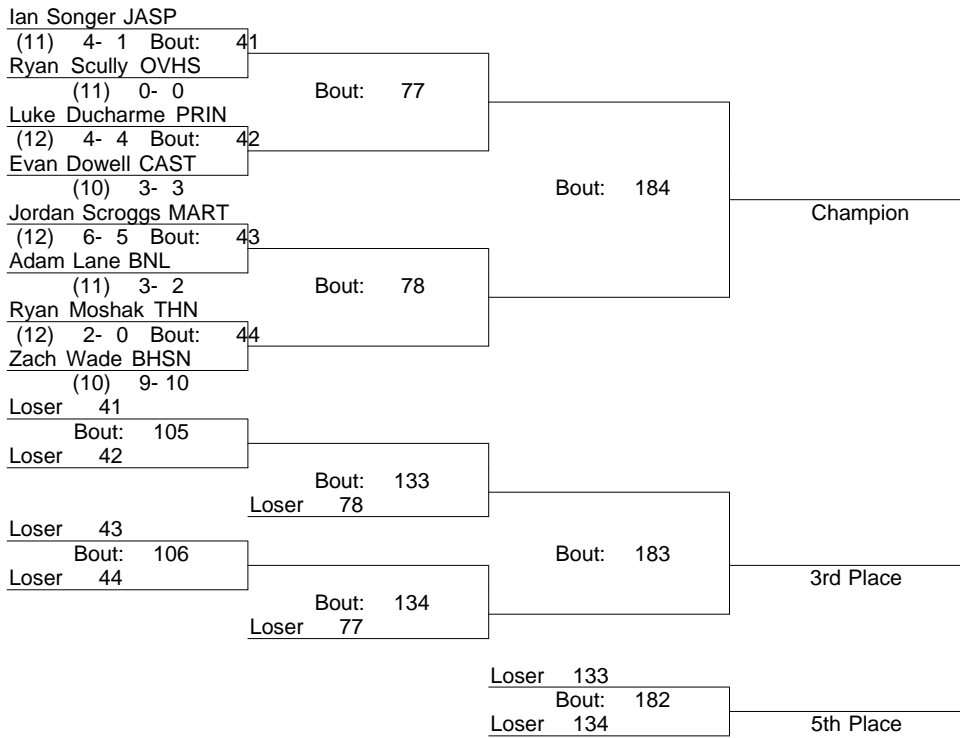 Ian Songer JASP
(11) 4- 1 Bout: 41
Ryan Scully OVHS
(11) 0- 0
Bout: 77
Luke Ducharme PRIN
(12) 4- 4 Bout: 42
Evan Dowell CAST
(10) 3- 3
Bout: 184
Jordan Scroggs MART
Champion
(12) 6- 5 Bout: 43
Adam Lane BNL
(11) 3- 2
Bout: 78
Ryan Moshak THN
(12) 2- 0 Bout: 44
Zach Wade BHSN
(10) 9- 10
Loser 41
Bout: 105
Loser 42
Bout: 133
Loser 78
Loser 43
Bout: 106
Bout: 183
Loser 44
3rd Place
Bout: 134
Loser 77
Loser 133
Bout: 182
Loser 134
5th Place